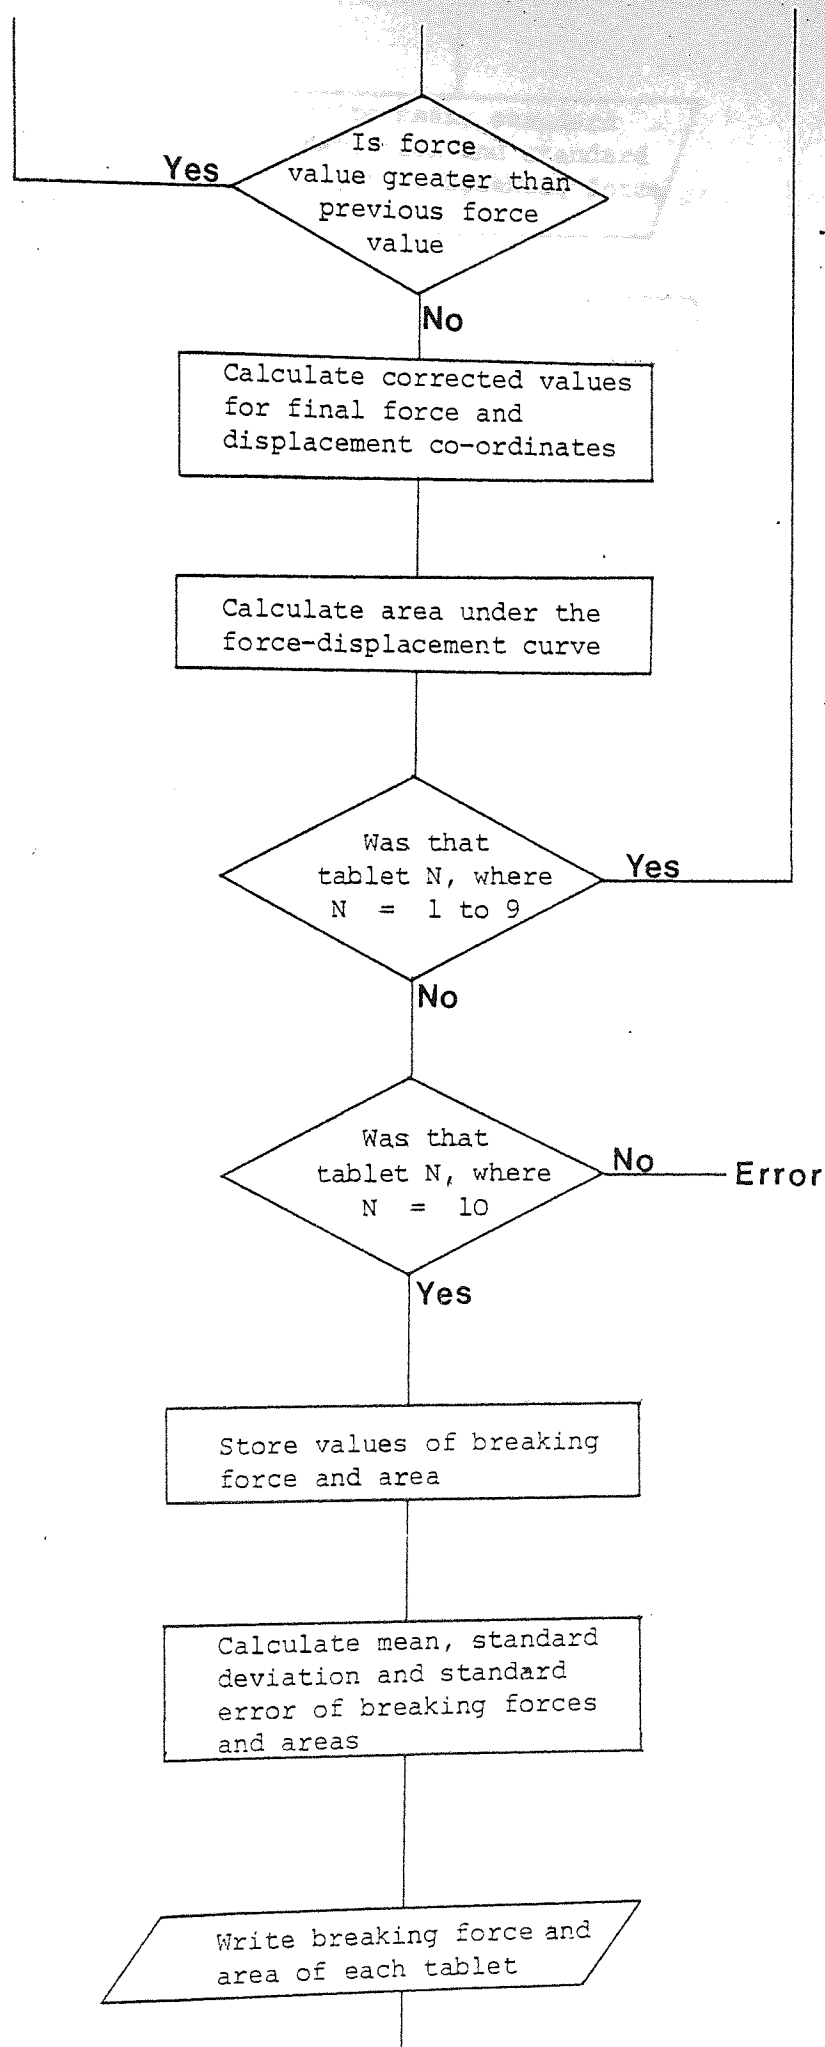 Is force
Yes
value greater than
previous force
value
No
Calculate corrected values
for final force and
displacement co-ordinates
Calculate area under the
force-displacement curve
Was that
tablet N, where
N = 1 to 9
Yes
No
Was that
tablet N, where
N = 10
No
Error
Yes
Store values of breaking
force and area
Calculate mean, standard
deviation and standard
error of breaking forces
and areas
Write breaking force and
area of each tablet